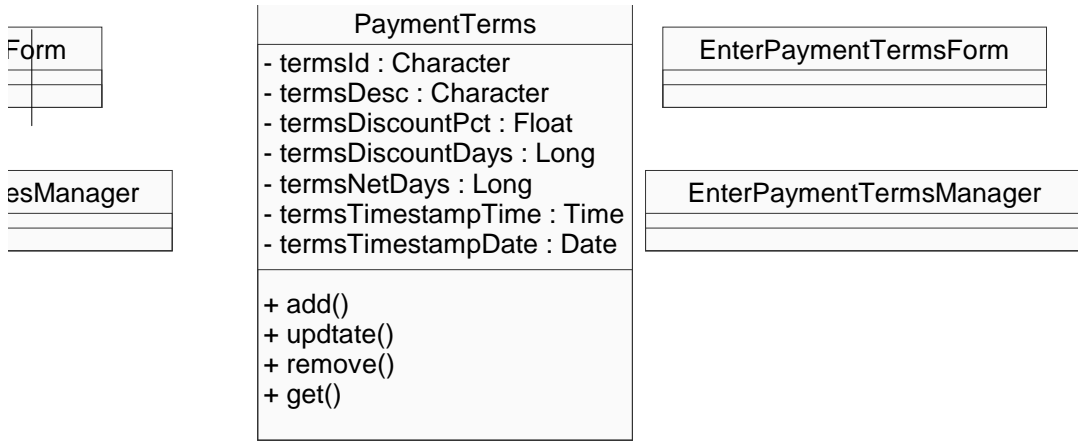 Form
esManager
PaymentTerms
- termsId : Character
- termsDesc : Character
- termsDiscountPct : Float
- termsDiscountDays : Long
- termsNetDays : Long
- termsTimestampTime : Time
- termsTimestampDate : Date
+ add()
+ updtate()
+ remove()
+ get()
EnterPaymentTermsForm
EnterPaymentTermsManager